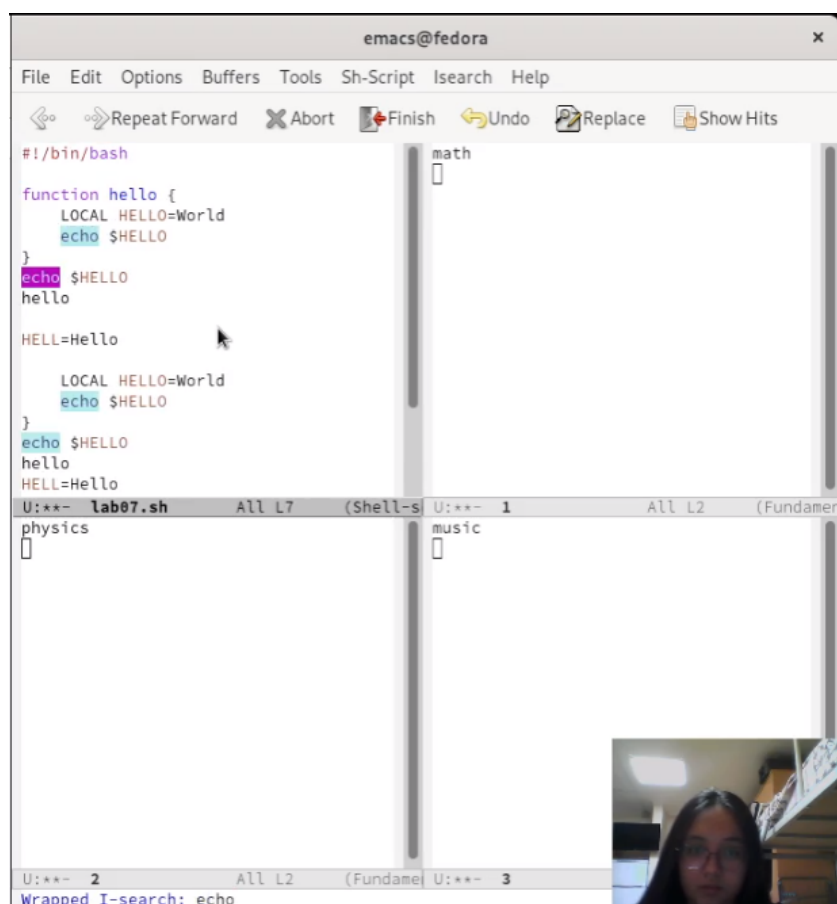 emacs@fedora ×
File Edit Options Buffers Tools Sh-Script Isearch Help
Repeat Forward Abort Finish Undo Replace Show Hits
#!/bin/bash
function hello {
LOCAL HELLO=World
echo $HELLO
}
echo $HELLO
hello
HELL=Hello
LOCAL HELLO=World
echo $HELLO
}
echo $HELLO
hello
HELL=Hello
U:**- lab07.sh All L7 (Shell-s
math
U:**- 1 All L2 (Fundamer
physics
U:**- 2 All L2 (Fundame
music
U:**- 3
Wrapped I-search: echo